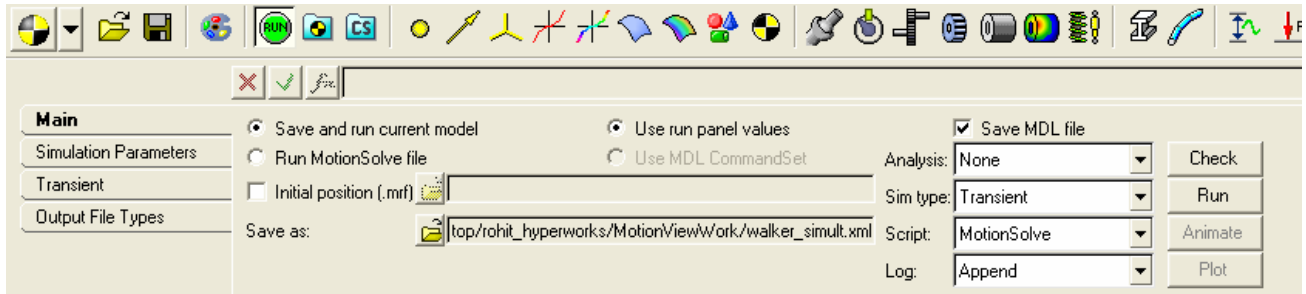 RUN CS F
fx
Main
Save and run current model Use run panel values Save MDL file
Simulation Parameters Run MotionSolve file Use MDL CommandSet Analysis: None Check
Transient Initial position (.mrf) Sim type: Transient Run
Output File Types Save as: top/rohit_hyperworks/MotionViewWork/walker_simult.xml Script: MotionSolve Animate
Log: Append Plot